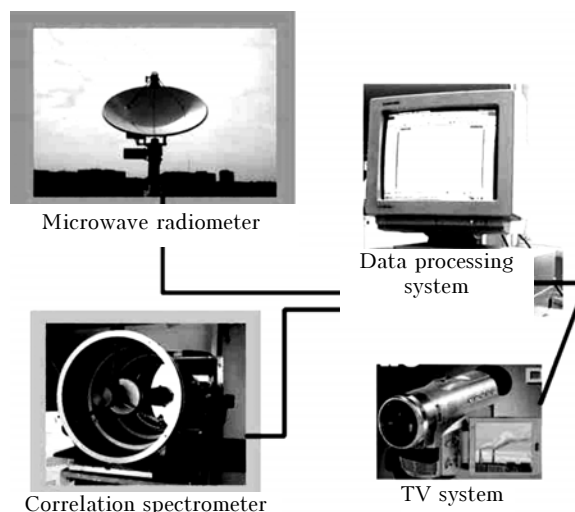 Microwave radiometer
Data processing
system
Correlation spectrometer
TV system